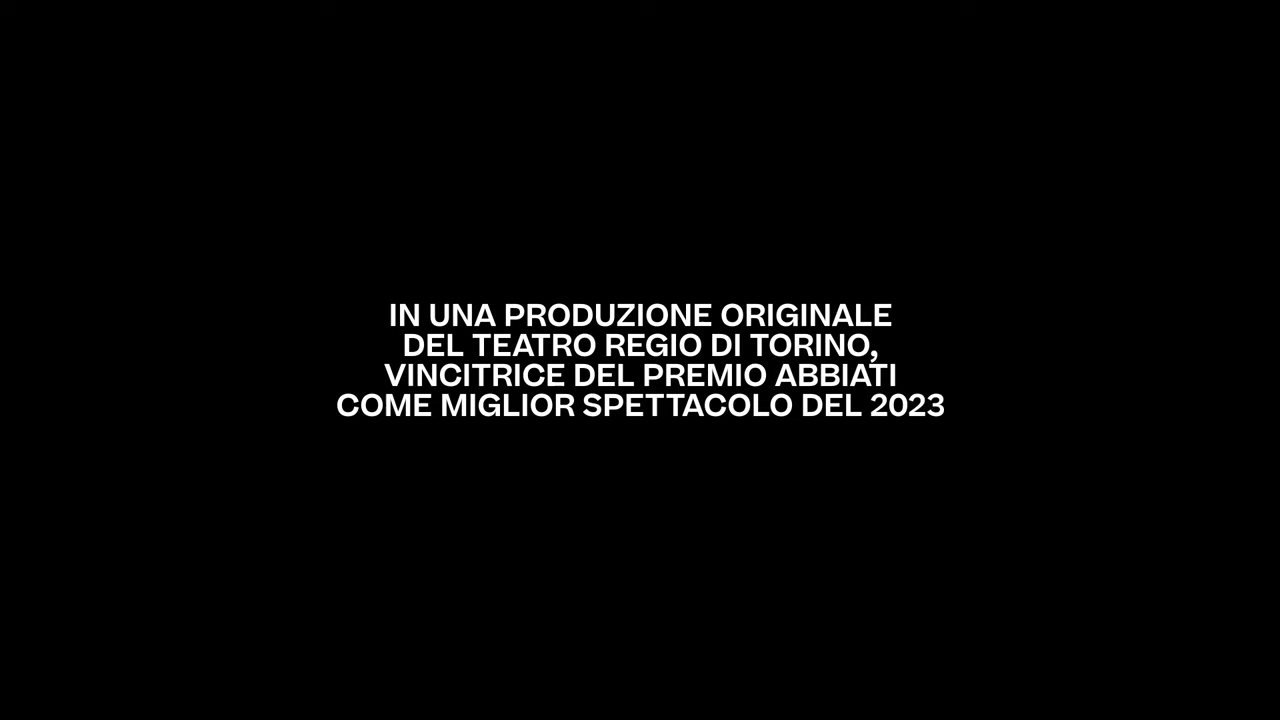 IN UNA PRODUZIONE ORIGINALE
DEL TEATRO REGIO DI TORINO,
VINCITRICE DEL PREMIO ABBIATI
COME MIGLIOR SPETTACOLO DEL 2023